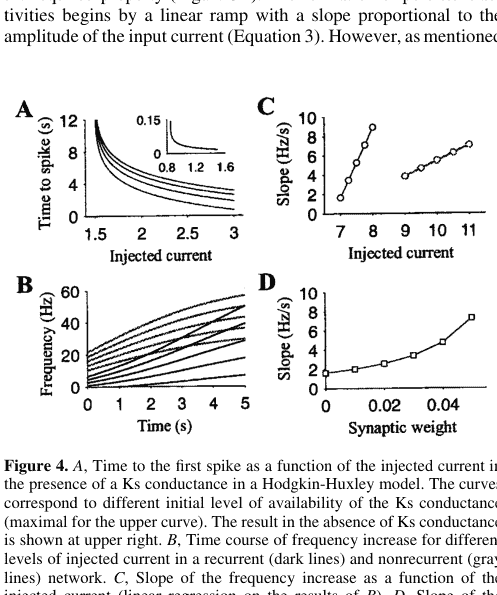 tivities begins by a linear ramp with a slope proportional to the
amplitude of the input current (Equation 3). However, as mentioned
A
Time to spike (s)
12
8
4
0
1.5 2 2.5 3
Injected current
0.15
0
0.8 1.2 1.6
C
Slope (Hz/s)
10
8
6
4
2
0
7 8 9 10 11
Injected current
B
Frequency (Hz)
60
40
20
0
0 1 2 3 4 5
Time (s)
D
Slope (Hz/s)
10
8
6
4
2
0
0 0.02 0.04
Synaptic weight
Figure 4. A, Time to the first spike as a function of the injected current in
the presence of a Ks conductance in a Hodgkin-Huxley model. The curve
correspond to different initial level of availability of the Ks conductance
(maximal for the upper curve). The result in the absence of Ks conductance
is shown at upper right. B, Time course of frequency increase for differen
levels of injected current in a recurrent (dark lines) and nonrecurrent (gray
lines) network. C, Slope of the frequency increase as a function of the
injected current (linear regression on the results of B). D, Slope of the